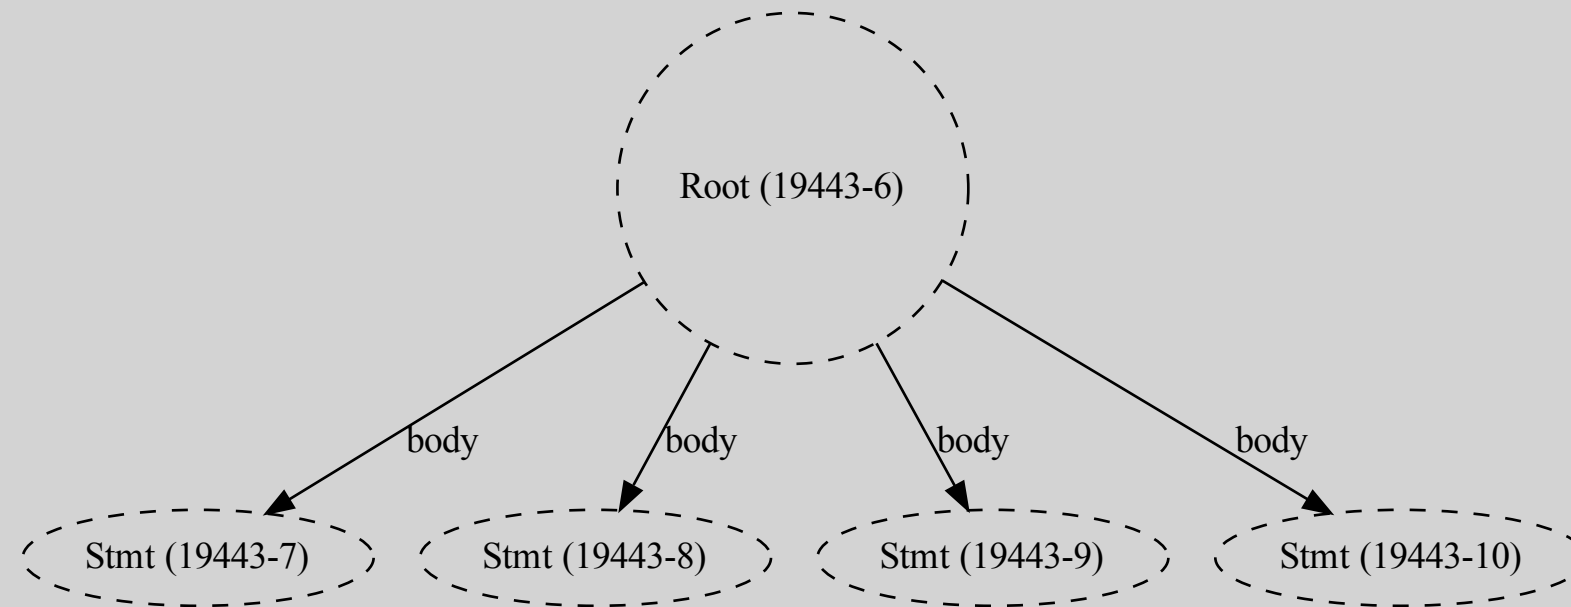 Root (19443-6)
body
body
body
body
Stmt (19443-7)
Stmt (19443-8)
Stmt (19443-9)
Stmt (19443-10)